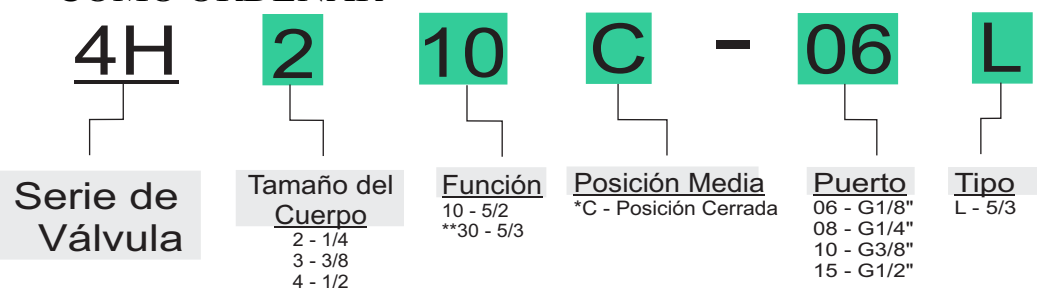 COMO ORDENAR
4H 2 10 C - 06 L
Serie de
Válvula
Tamaño del
Cuerpo
2 - 1/4
3 - 3/8
4 - 1/2
Función
10 - 5/2
**30 - 5/3
Posición Media
*C - Posición Cerrada
Puerto
06 - G1/8"
08 - G1/4"
10 - G3/8"
15 - G1/2"
Tipo
L - 5/3